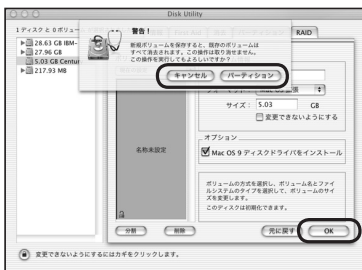 Disk Utility
1ディスク と 0ボリュー
28.63 GB IBM-
27.96 GB
5.03 GB Centur
217.93 MB
警告！
新規ボリュームを保存すると、既存のボリュームは
すべて消去されます。この操作は取り消せません。
この操作を実行してもよろしいですか？
キャンセル
パーティション
RAID
サイズ：
5.03
GB
変更できないようにする
オプション
Mac OS 9 ディスクドライバをインストール
名称未設定
ボリュームの方式を選択し、ボリューム名とファイ
ルシステムのタイプを選択して、ボリュームのサイ
ズを変更します。
このディスクは初期化できます。
分割
削除
元に戻す
OK
変更できないようにするにはカギをクリックします。